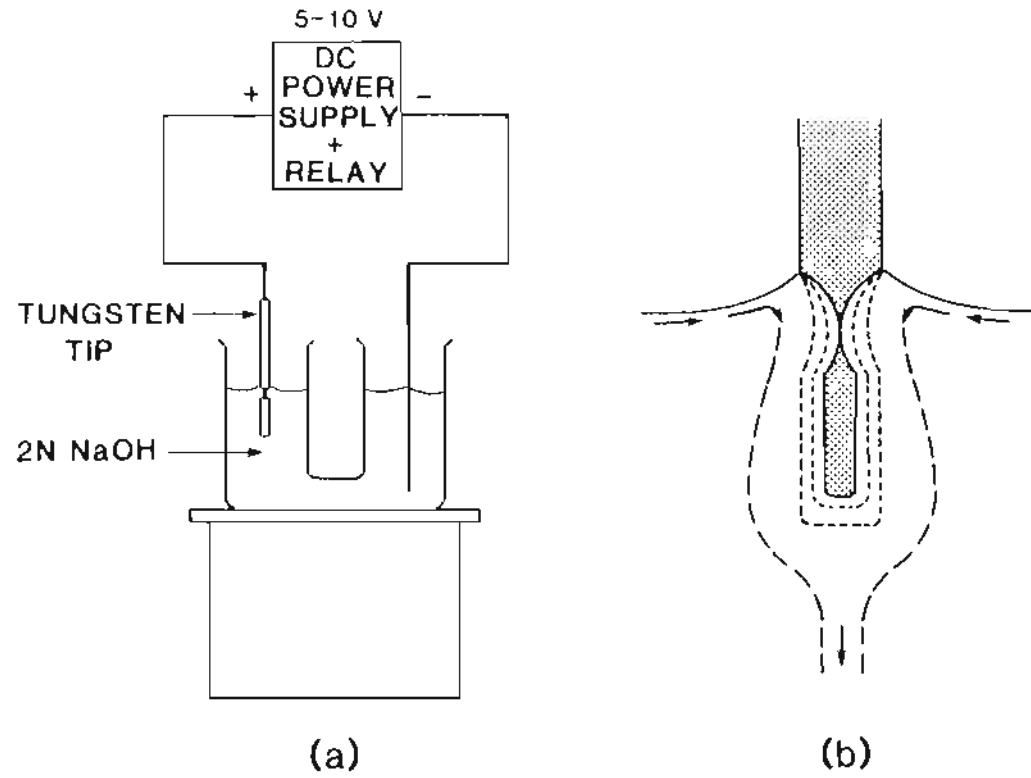 5-10 V
DC
POWER
SUPPLY
+
RELAY
+
-
TUNGSTEN
TIP
2N NaOH
(a)
(b)